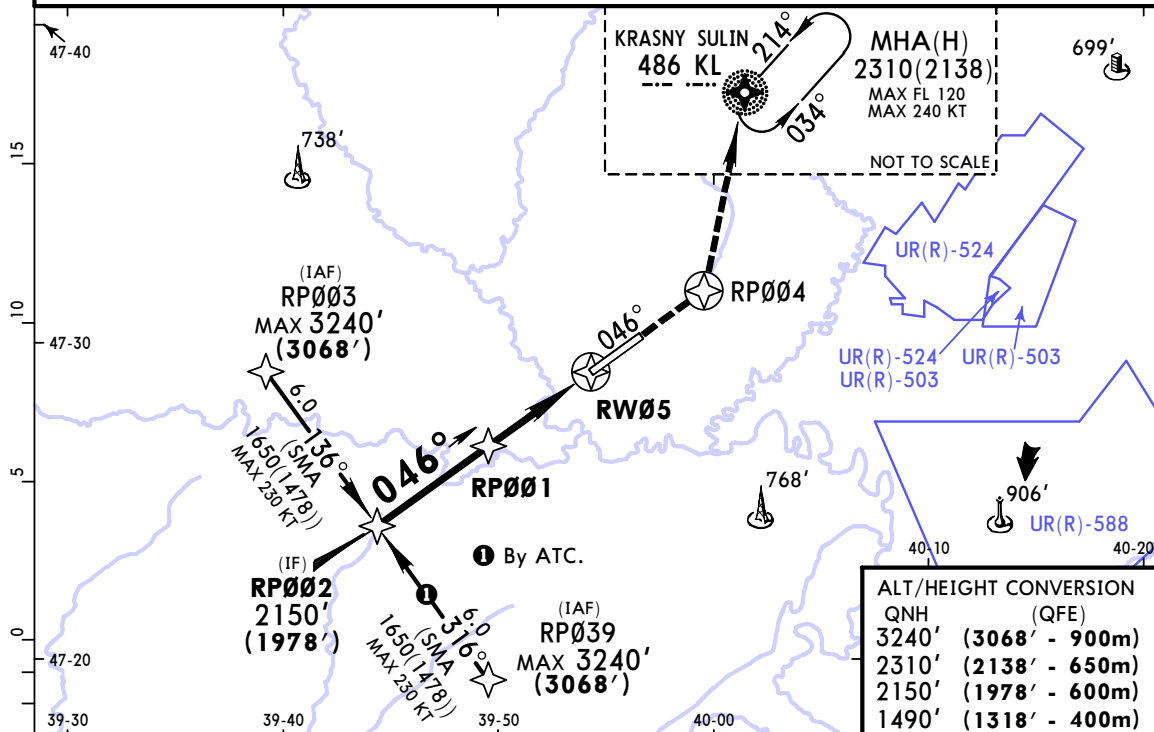 47-40
KRASNY SULIN
486 KL
214°
034°
MHA(H)
2310(2138)
MAX FL 120
MAX 240 KT
NOT TO SCALE
699'
738'
15
(IAF)
RPØØ3
MAX 3240'
(3068')
RPØØ4
UR(R)-524
10
47-30
046°
UR(R)-524
UR(R)-503
UR(R)-503
6.0
136°
(SMA
1650(1478))
MAX 230 KT
RWØ5
046°
RPØØ1
5
768'
906'
UR(R)-588
1 By ATC.
(IF)
RPØØ2
2150'
(1978')
1
6.0
316°
(SMA
1650(1478))
MAX 230 KT
(IAF)
RPØ39
MAX 3240'
(3068')
40-10
40-20
0
47-20
39-30
39-40
39-50
40-00
ALT/HEIGHT CONVERSION
QNH (QFE)
3240' (3068' - 900m)
2310' (2138' - 650m)
2150' (1978' - 600m)
1490' (1318' - 400m)